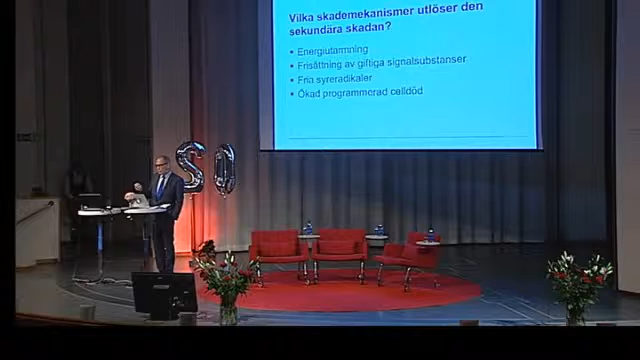 Vilka skademekanismer utlöser den
sekundära skadan?
• Energiutarmning
• Frisättning av giftiga signalsubstanser
• Fria syreradikaler
• Ökad programmerad celldöd
50